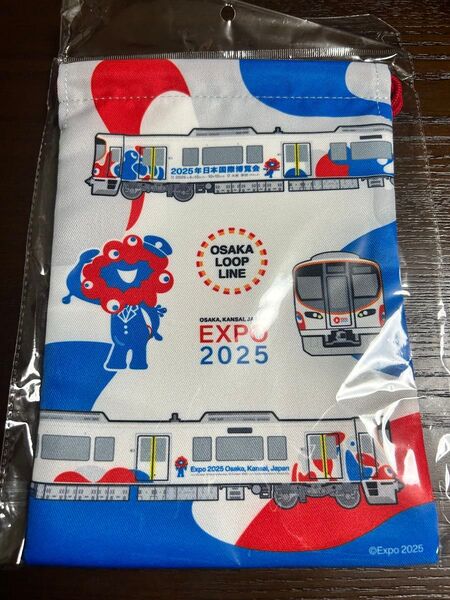 2025年日本国際博覧会
OSAKA
LOOP
LINE
OSAKA, KANSAI, JA
EXPO
2025
Expo 2025 Osaka, Kansai, Japan
©Expo 2025